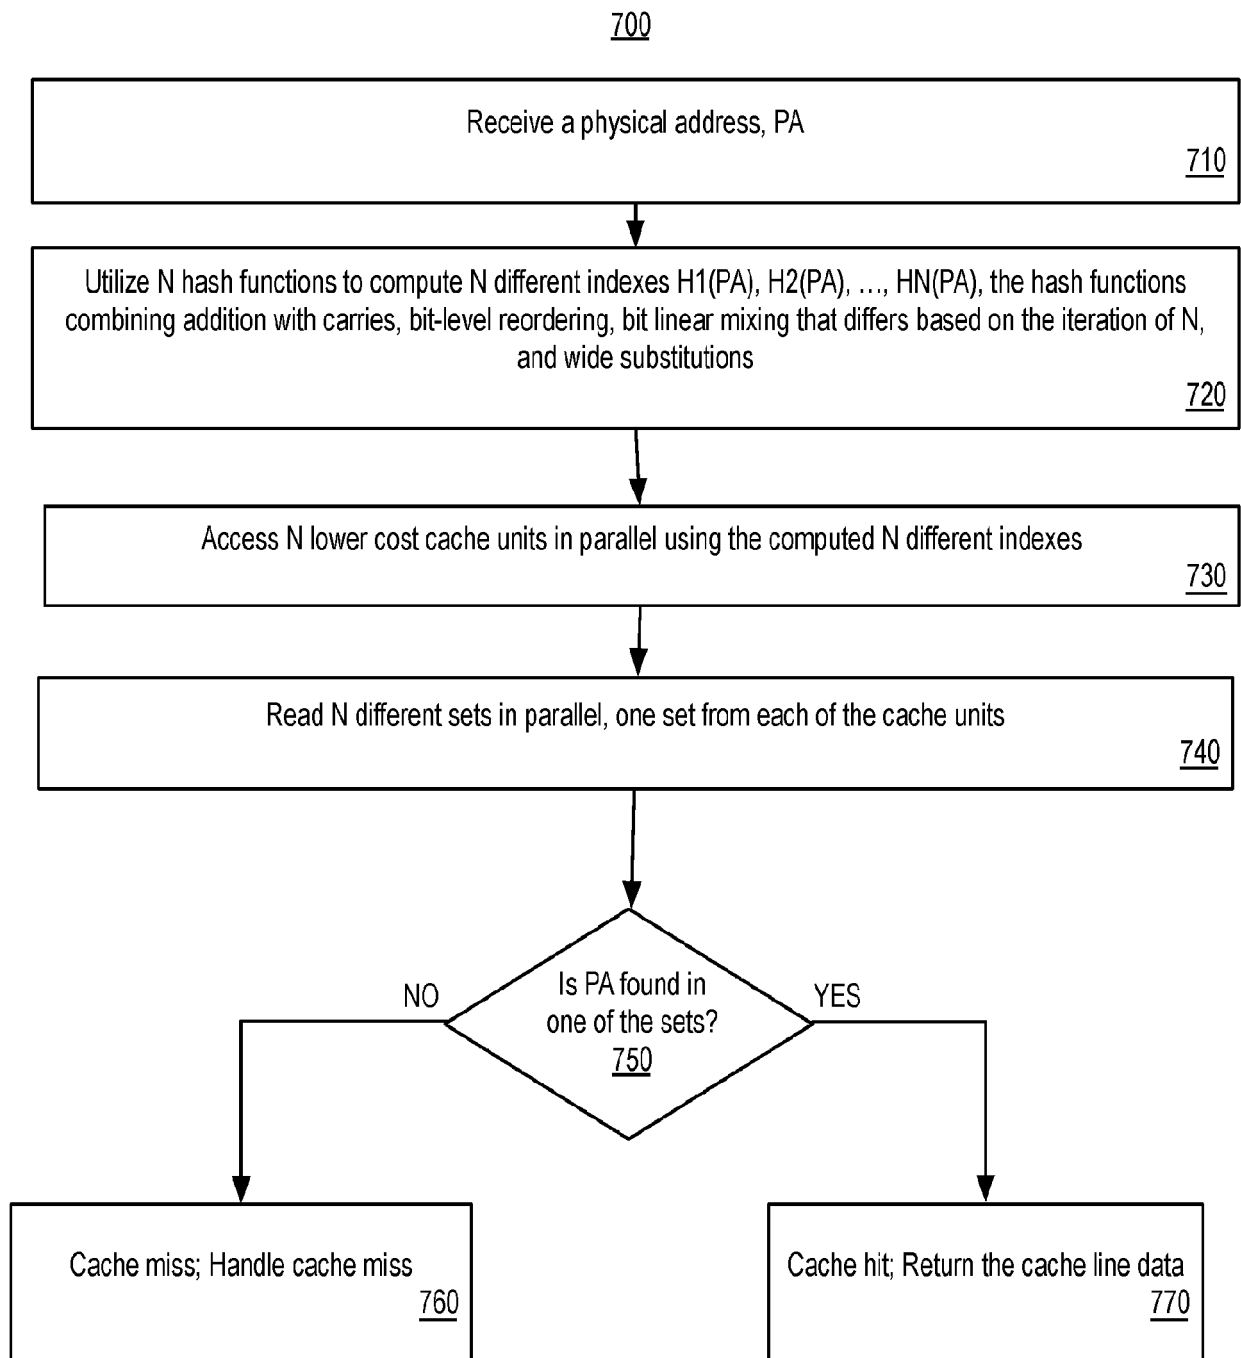 700
Receive a physical address, PA
710
Utilize N hash functions to compute N different indexes H1(PA), H2(PA), …, HN(PA), the hash functions
combining addition with carries, bit-level reordering, bit linear mixing that differs based on the iteration of N,
and wide substitutions
720
Access N lower cost cache units in parallel using the computed N different indexes
730
Read N different sets in parallel, one set from each of the cache units
740
NO
YES
Is PA found in
one of the sets?
750
Cache miss; Handle cache miss
760
Cache hit; Return the cache line data
770